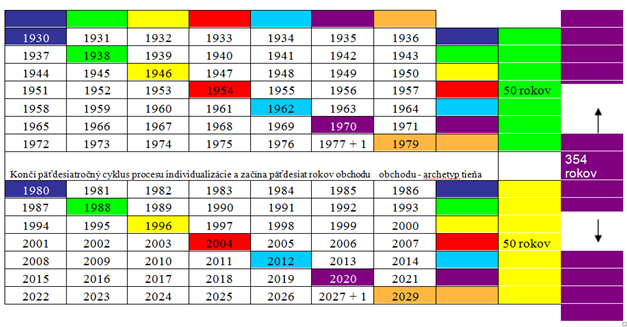 1930 1931 1932 1933 1934 1935 1936
1937 1938 1939 1940 1941 1942 1943
1944 1945 1946 1947 1948 1949 1950
1951 1952 1953 1954 1955 1956 1957 50 rokov
1958 1959 1960 1961 1962 1963 1964
1965 1966 1967 1968 1969 1970 1971
1972 1973 1974 1975 1976 1977 + 1 1979
354
rokov
Končí päťdesiatročný cyklus procesu individualizácie a začína päťdesiat rokov obchodu obchodu - archetyp tieňa
1980 1981 1982 1983 1984 1985 1986
1987 1988 1989 1990 1991 1992 1993
1994 1995 1996 1997 1998 1999 2000
2001 2002 2003 2004 2005 2006 2007 50 rokov
2008 2009 2010 2011 2012 2013 2014
2015 2016 2017 2018 2019 2020 2021
2022 2023 2024 2025 2026 2027 + 1 2029